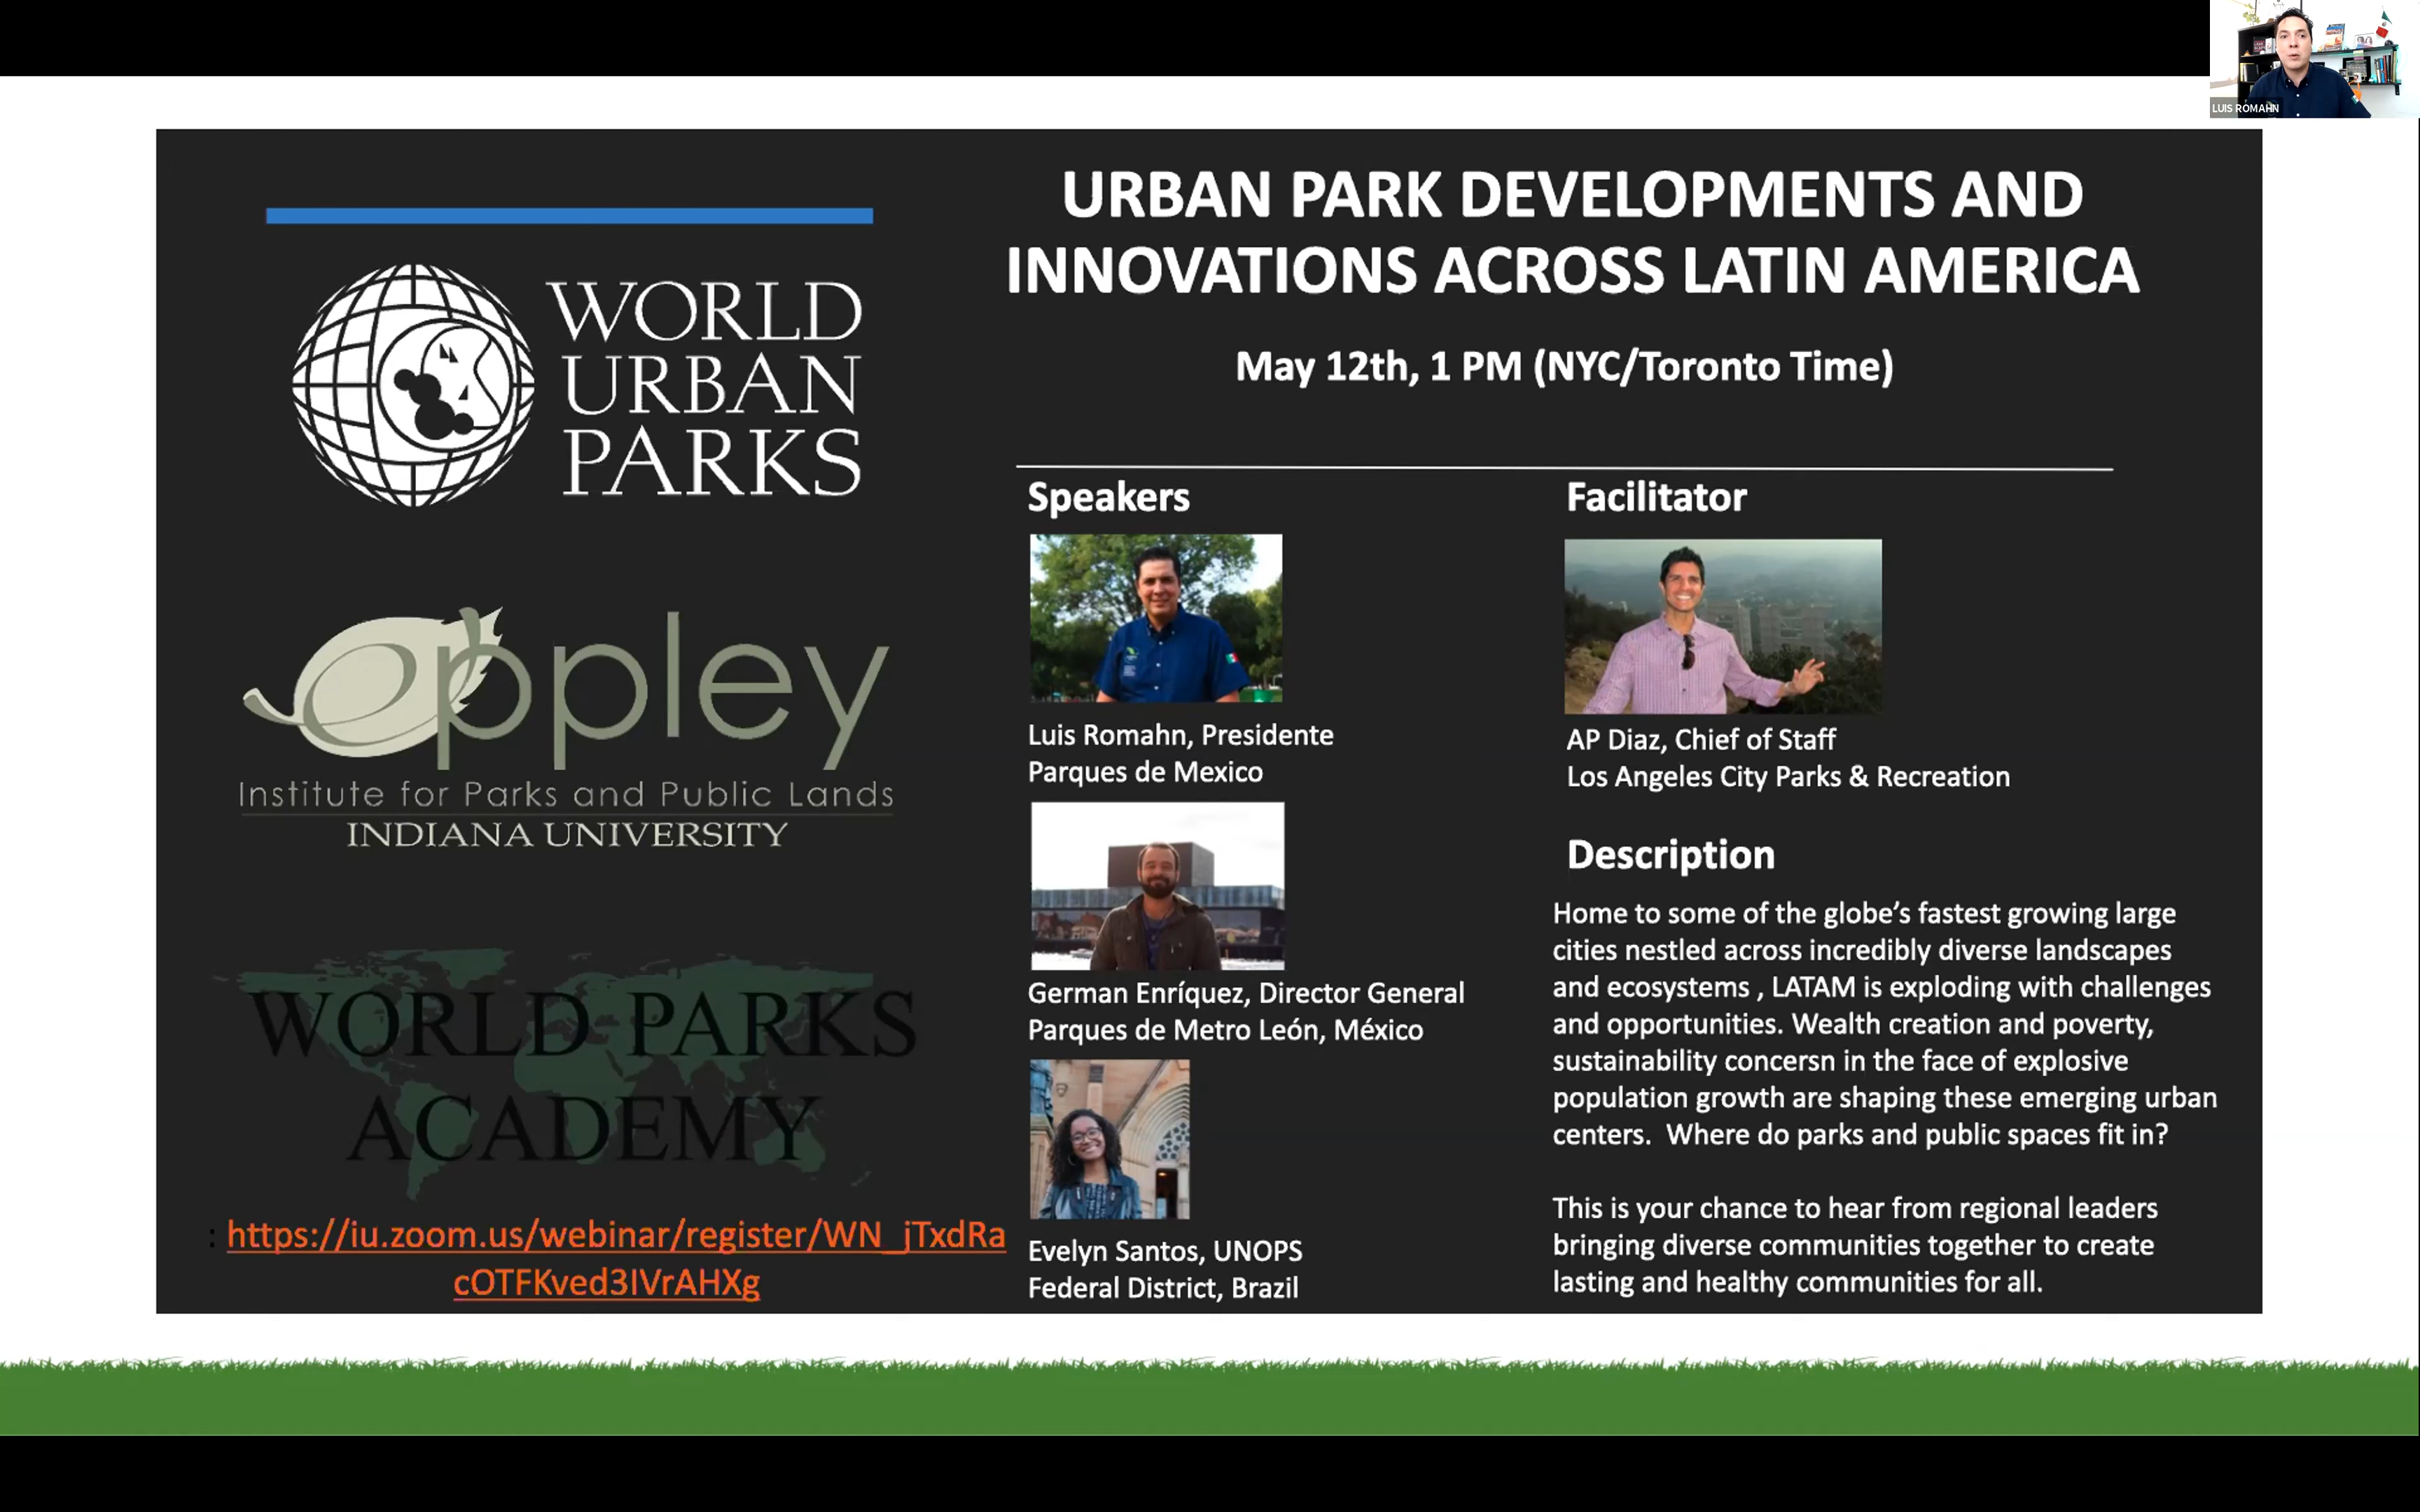 LUIS ROMAHN
WORLD
URBAN
PARKS
eppley
Institute for Parks and Public Lands
INDIANA UNIVERSITY
WORLD PARKS
ACADEMY
: https://iu.zoom.us/webinar/register/WN_jTxdRa
cOTFKved3IVrAHXg
URBAN PARK DEVELOPMENTS AND
INNOVATIONS ACROSS LATIN AMERICA
May 12th, 1 PM (NYC/Toronto Time)
Speakers
Luis Romahn, Presidente
Parques de Mexico
German Enríquez, Director General
Parques de Metro León, México
Evelyn Santos, UNOPS
Federal District, Brazil
Facilitator
AP Diaz, Chief of Staff
Los Angeles City Parks & Recreation
Description
Home to some of the globe's fastest growing large
cities nestled across incredibly diverse landscapes
and ecosystems , LATAM is exploding with challenges
and opportunities. Wealth creation and poverty,
sustainability concersn in the face of explosive
population growth are shaping these emerging urban
centers.  Where do parks and public spaces fit in?
This is your chance to hear from regional leaders
bringing diverse communities together to create
lasting and healthy communities for all.